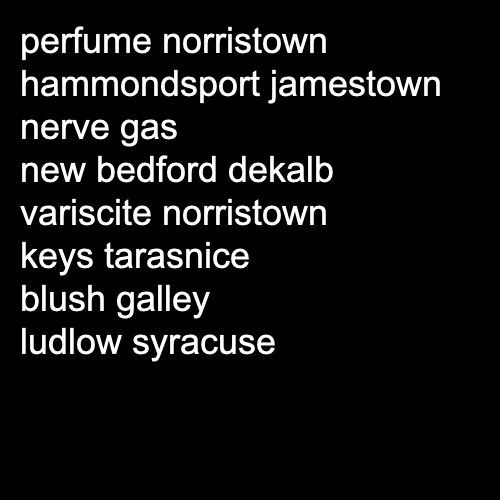 perfume norristown
hammondsport jamestown
nerve gas
new bedford dekalb
variscite norristown
keys tarasnice
blush galley
ludlow syracuse